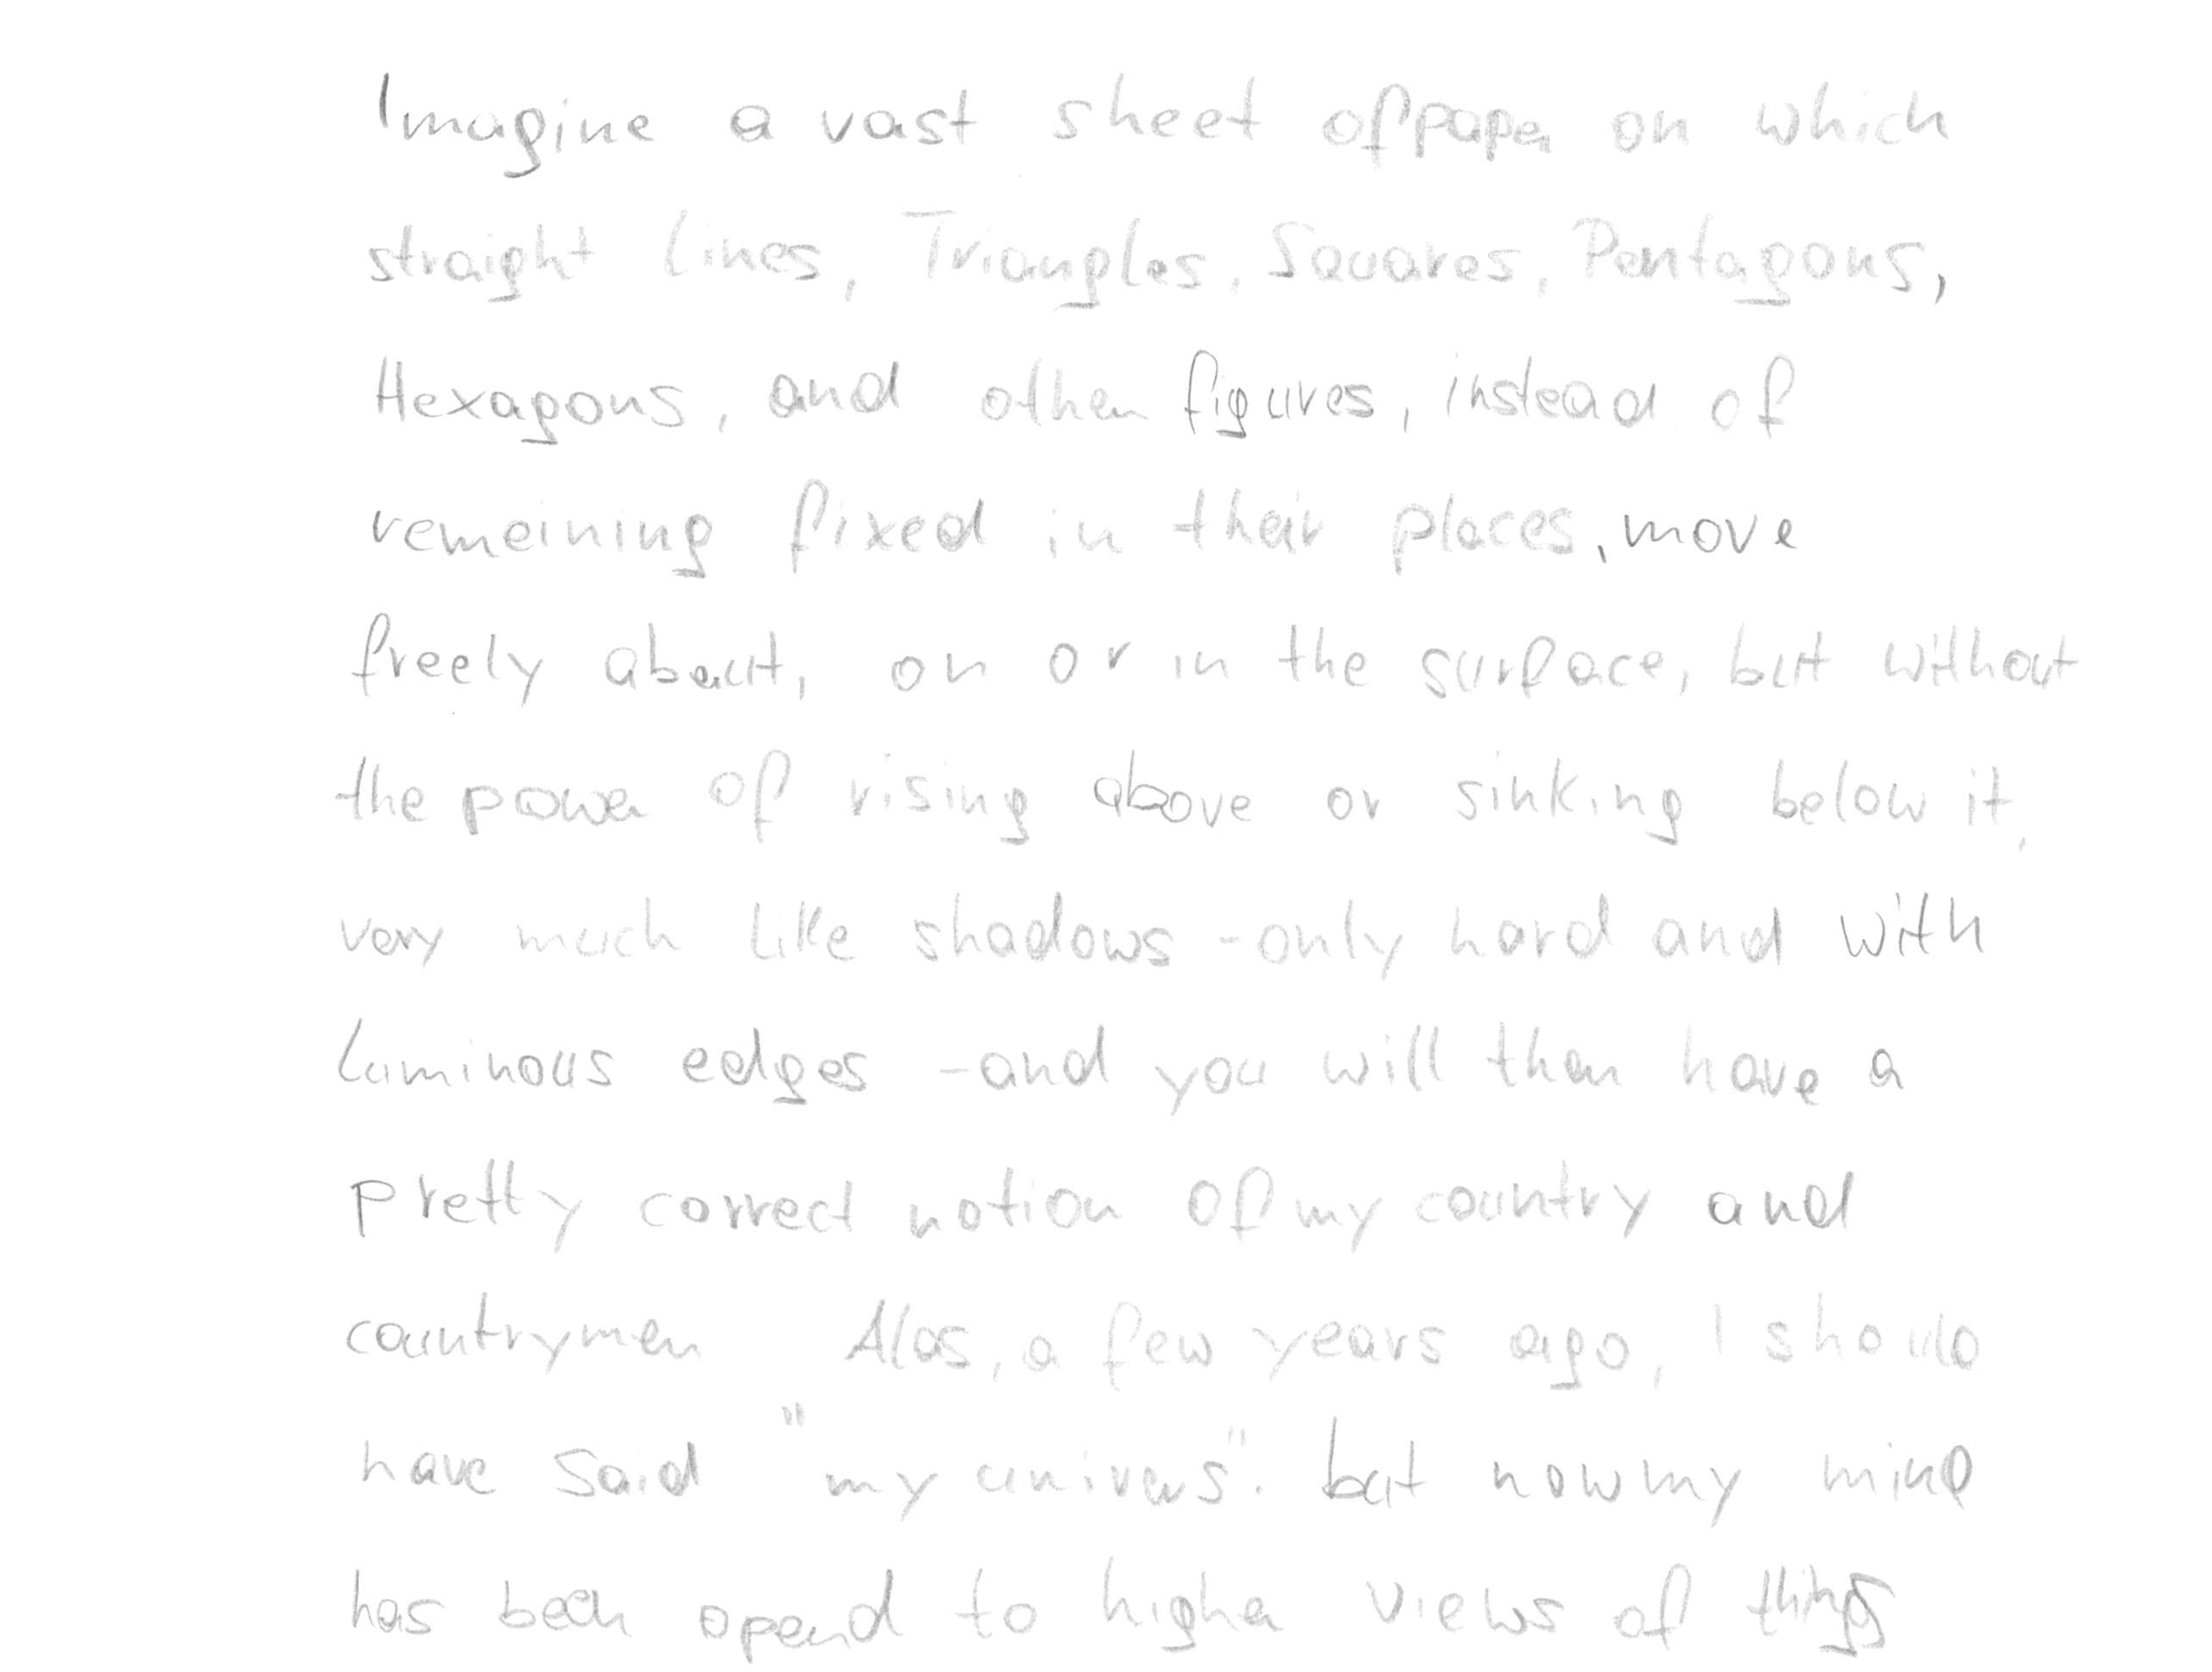 Imagine a vast sheet of paper on which
straight lines, Triangles, Squares, Pentagons,
Hexagons, and other figures, instead of
remeining fixed in their places, move
freely about, on or in the surface, but without
the power of rising above or sinking below it,
very much like shadows - only hard and with
luminous edges - and you will then have a
pretty correct notion of my country and
countrymen Alas, a few years ago, I should
have said "my univers". but now my mind
has been opend to higher views of things